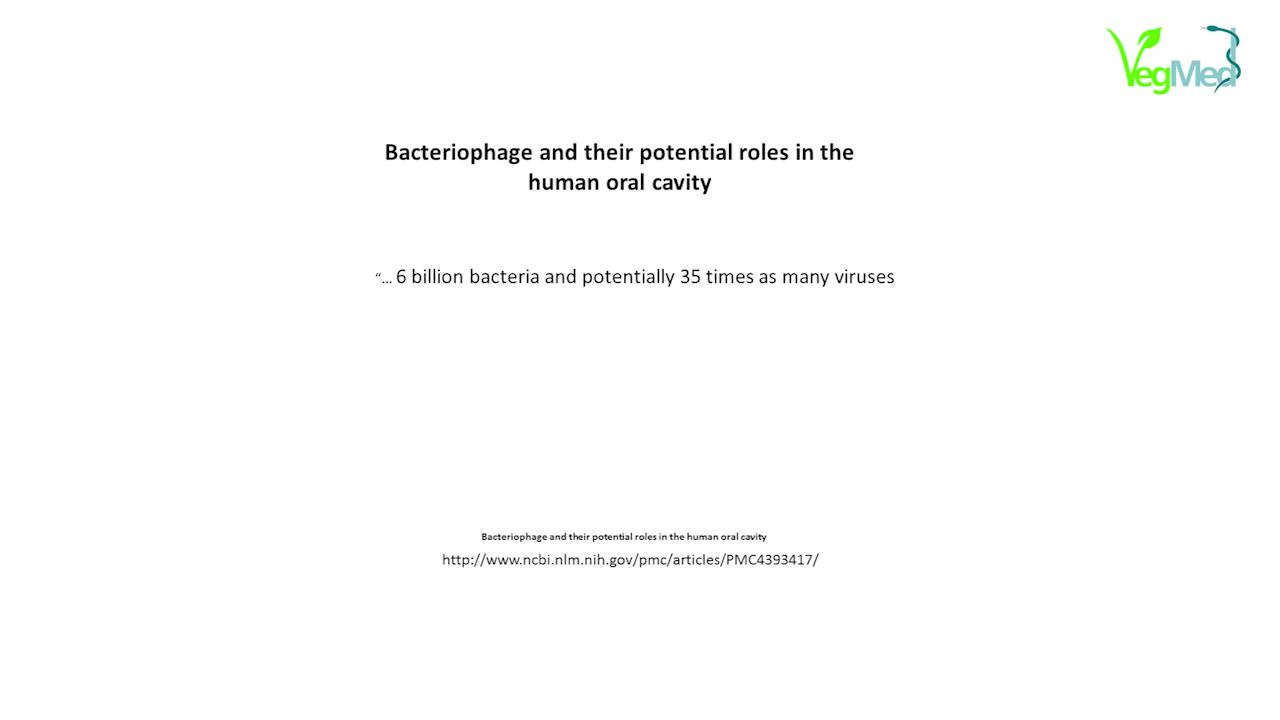 VegMed
Bacteriophage and their potential roles in the
human oral cavity
“... 6 billion bacteria and potentially 35 times as many viruses
Bacteriophage and their potential roles in the human oral cavity
http://www.ncbi.nlm.nih.gov/pmc/articles/PMC4393417/